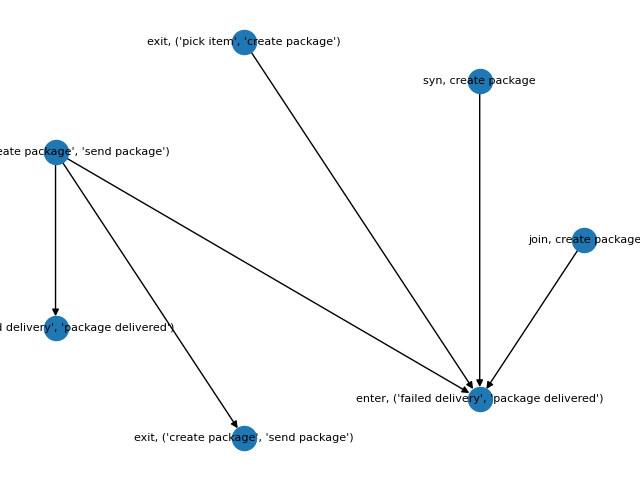 exit, ('pick item', 'create package')
syn, create package
package', 'send package')
join, create package
delivery', 'package delivered')
enter, ('failed delivery', 'package delivered')
exit, ('create package', 'send package')